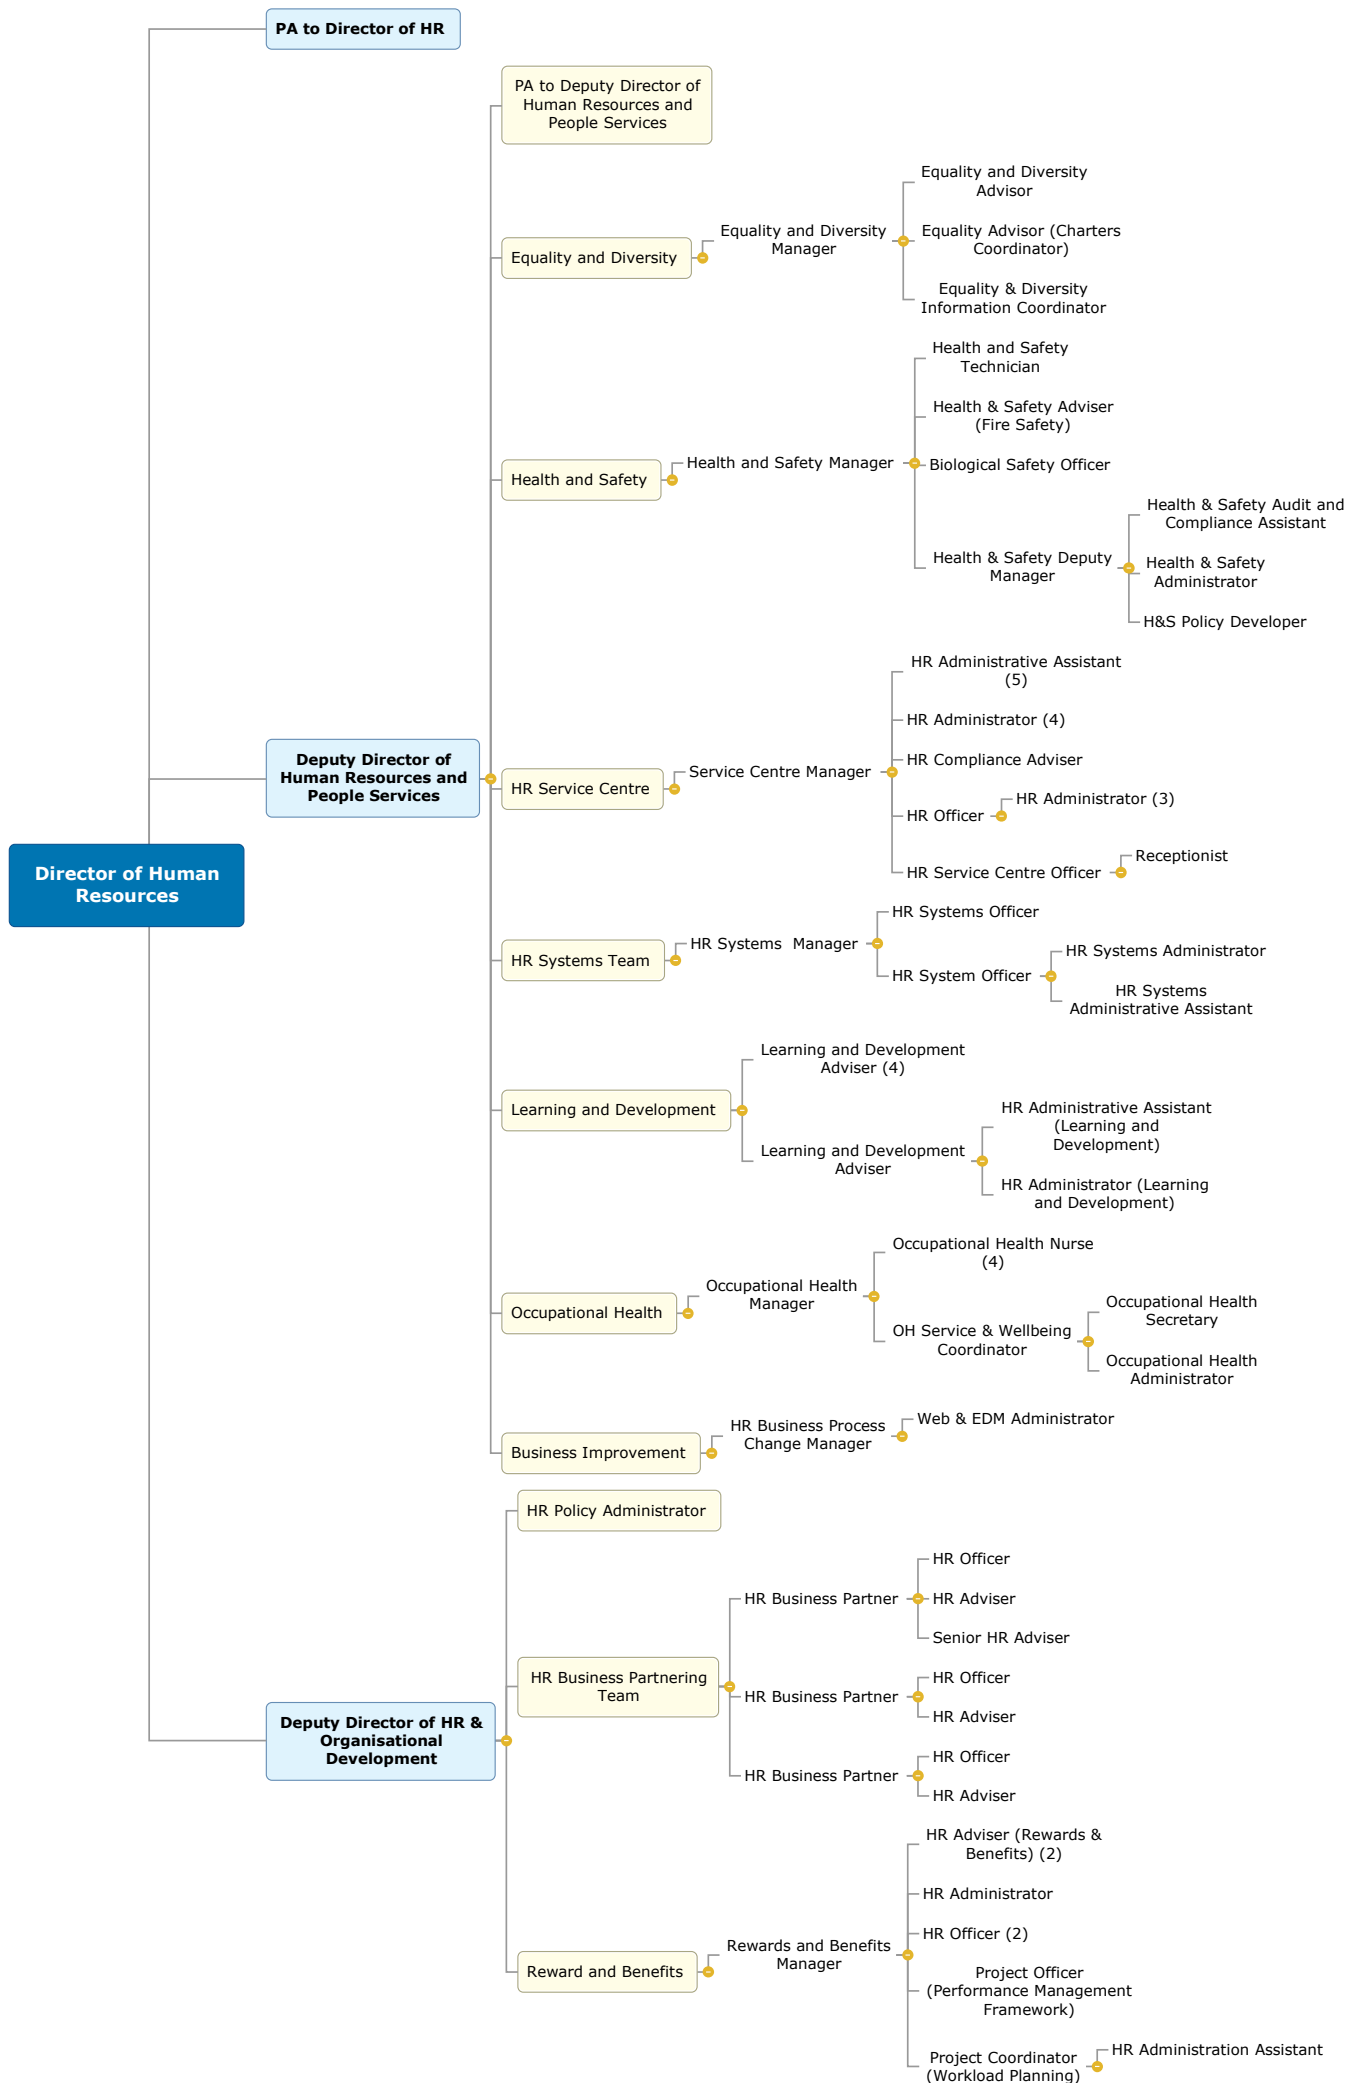 PA to Director of HR
PA to Deputy Director of
Human Resources and
People Services
Equality and Diversity
Equality and Diversity
Manager
Equality and Diversity
Advisor
Equality Advisor (Charters
Coordinator)
Equality & Diversity
Information Coordinator
Health and Safety
Health and Safety Manager
Health and Safety
Technician
Health & Safety Adviser
(Fire Safety)
Biological Safety Officer
Health & Safety Deputy
Manager
Health & Safety Audit and
Compliance Assistant
Health & Safety
Administrator
H&S Policy Developer
Deputy Director of
Human Resources and
People Services
HR Service Centre
Service Centre Manager
HR Administrative Assistant
(5)
HR Administrator (4)
HR Compliance Adviser
HR Officer
HR Administrator (3)
HR Service Centre Officer
Receptionist
Director of Human
Resources
HR Systems Team
HR Systems  Manager
HR Systems Officer
HR System Officer
HR Systems Administrator
HR Systems
Administrative Assistant
Learning and Development
Learning and Development
Adviser (4)
Learning and Development
Adviser
HR Administrative Assistant
(Learning and
Development)
HR Administrator (Learning
and Development)
Occupational Health
Occupational Health
Manager
Occupational Health Nurse
(4)
OH Service & Wellbeing
Coordinator
Occupational Health
Secretary
Occupational Health
Administrator
Business Improvement
HR Business Process
Change Manager
Web & EDM Administrator
HR Policy Administrator
Deputy Director of HR &
Organisational
Development
HR Business Partnering
Team
HR Business Partner
HR Officer
HR Adviser
Senior HR Adviser
HR Business Partner
HR Officer
HR Adviser
HR Business Partner
HR Officer
HR Adviser
Reward and Benefits
Rewards and Benefits
Manager
HR Adviser (Rewards &
Benefits) (2)
HR Administrator
HR Officer (2)
Project Officer
(Performance Management
Framework)
Project Coordinator
(Workload Planning)
HR Administration Assistant